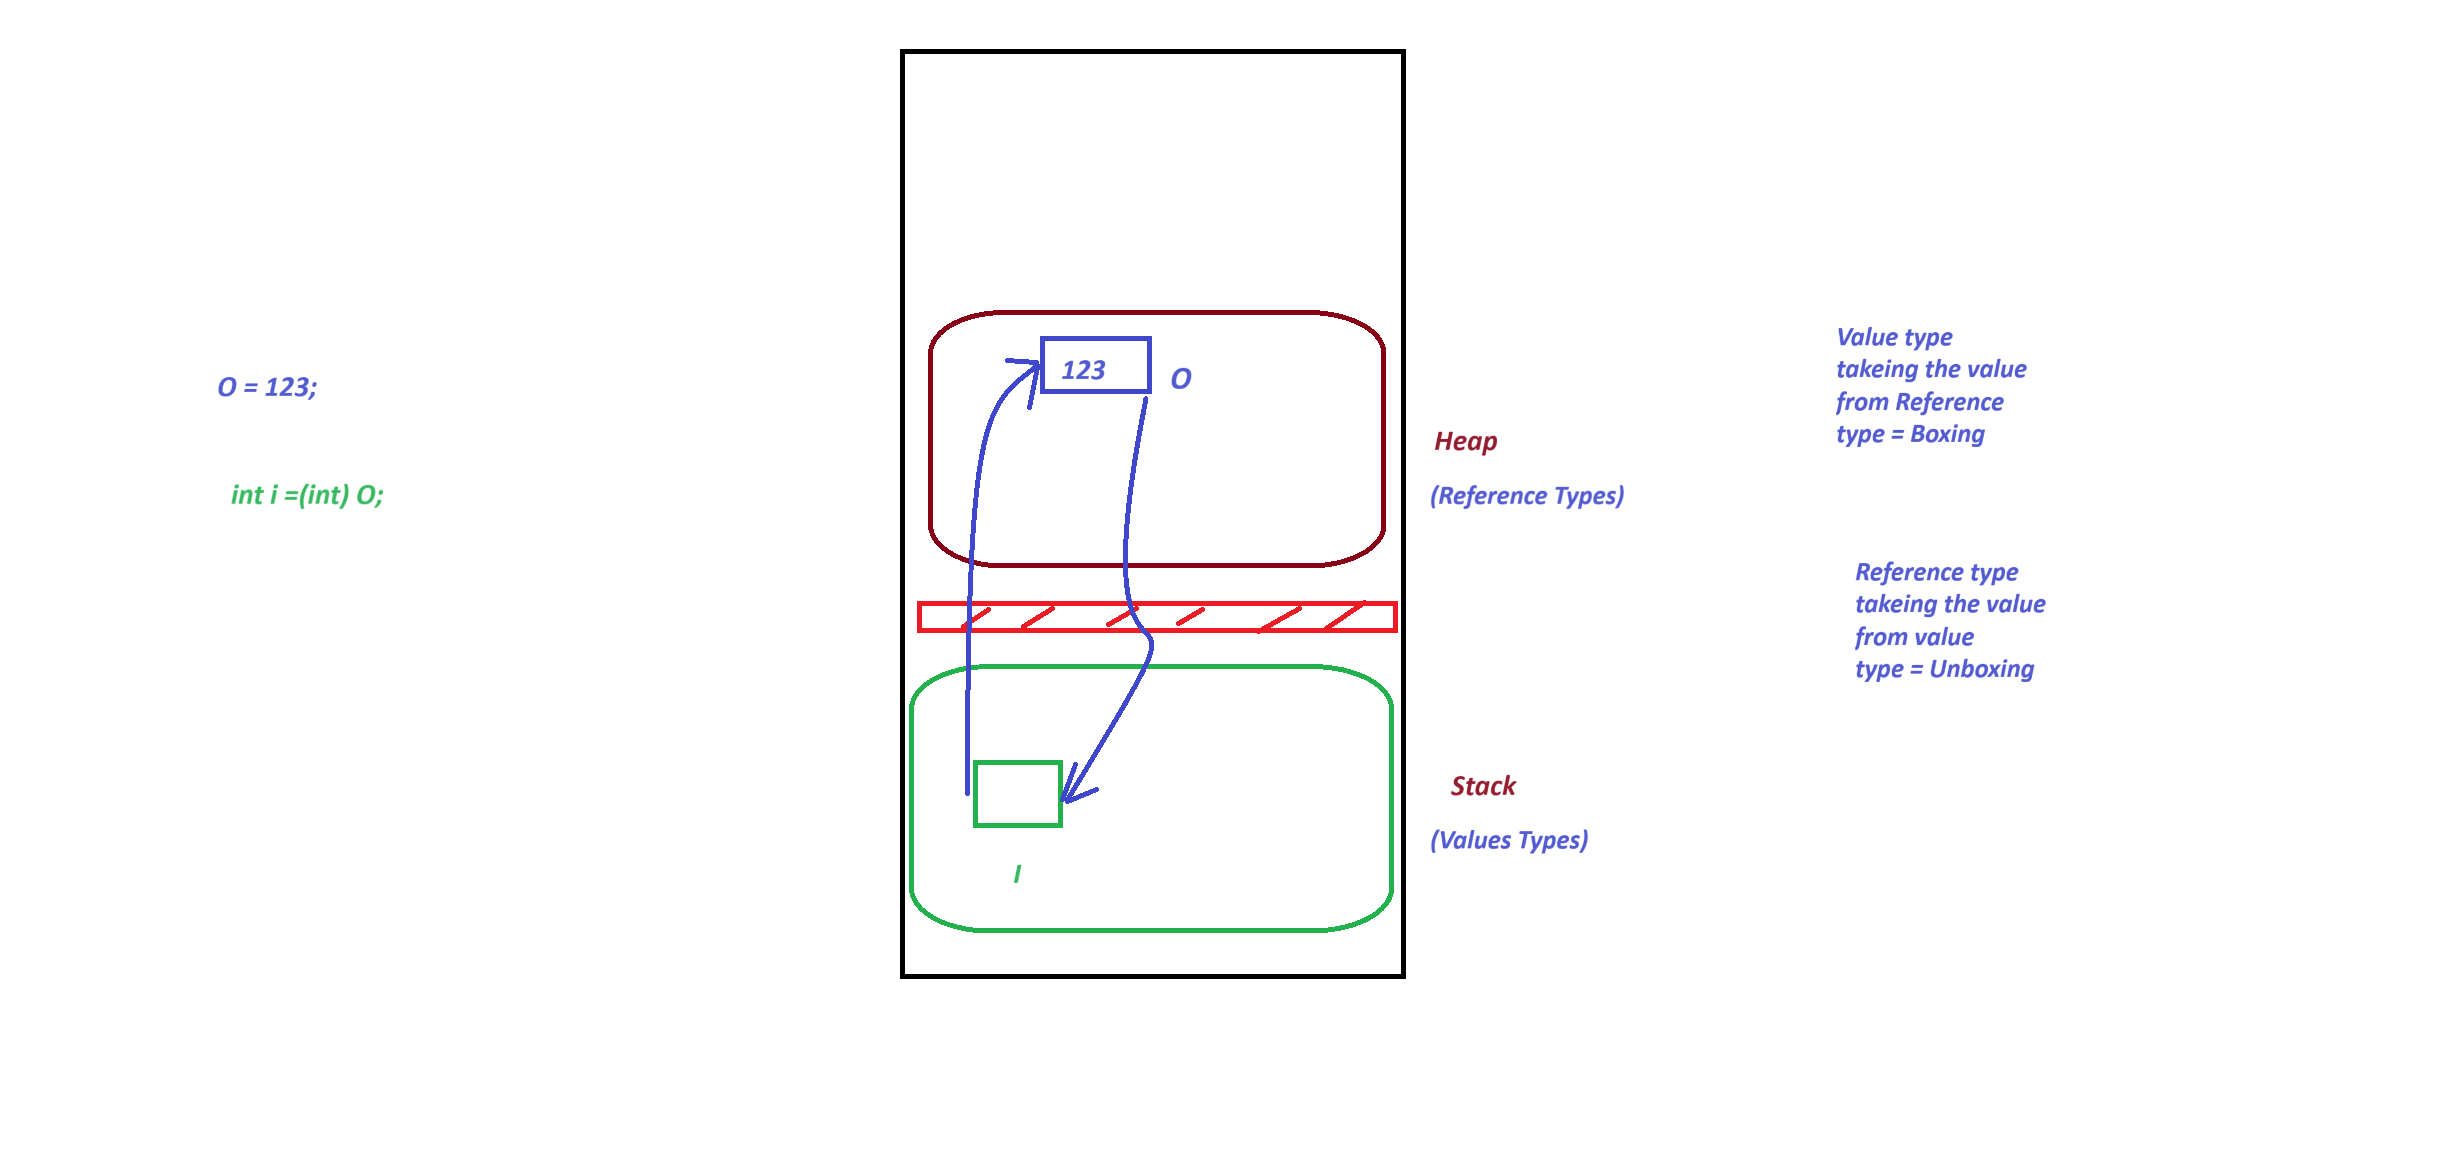 O = 123;
int i =(int) O;
123
O
I
Heap
(Reference Types)
Stack
(Values Types)
Value type
takeing the value
from Reference
type = Boxing
Reference type
takeing the value
from value
type = Unboxing